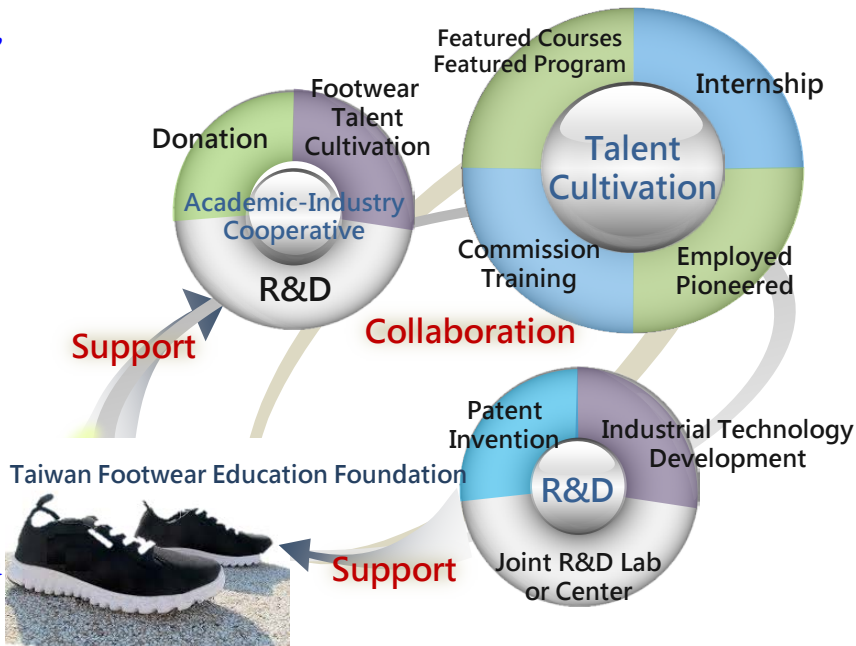 Featured Courses
Featured Program
Internship
Talent
Cultivation
Commission
Training
Employed
Pioneered
Footwear
Talent
Cultivation
Donation
Academic-Industry
Cooperative
R&D
Support
Collaboration
Patent
Invention
Industrial Technology
Development
R&D
Joint R&D Lab
or Center
Taiwan Footwear Education Foundation
Support